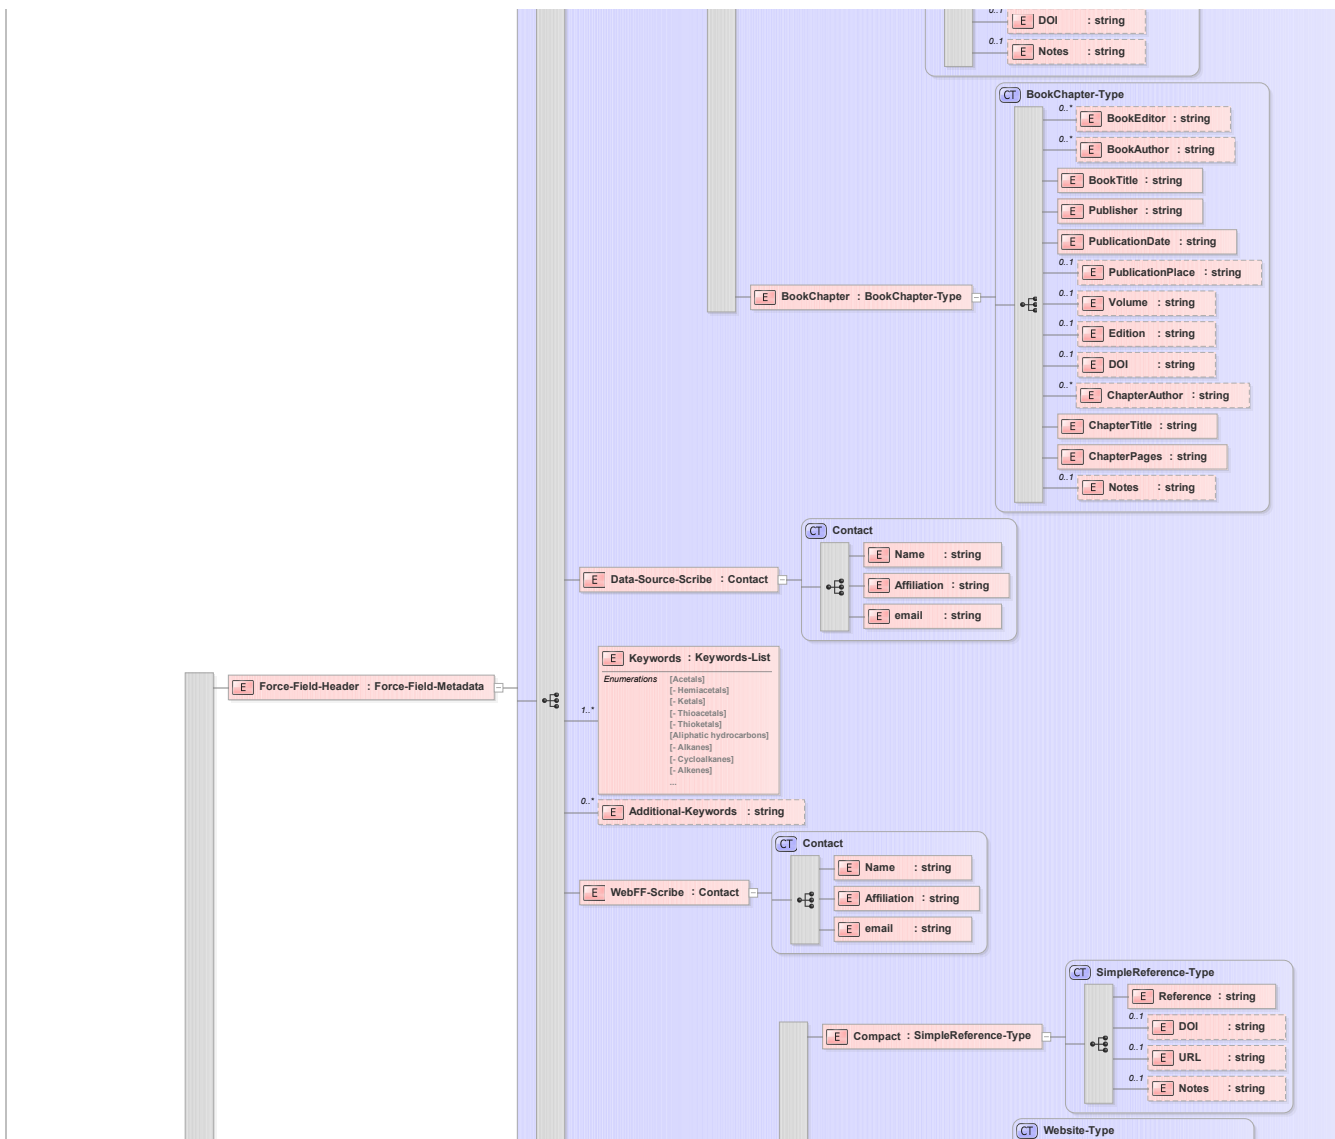 0..1
E DOI : string
0..1
E Notes : string
CT BookChapter-Type
0..*
E BookEditor : string
0..*
E BookAuthor : string
E BookTitle : string
E Publisher : string
E PublicationDate : string
0..1
E PublicationPlace : string
E BookChapter : BookChapter-Type
0..1
E Volume : string
0..1
E Edition : string
0..1
E DOI : string
0..*
E ChapterAuthor : string
E ChapterTitle : string
E ChapterPages : string
0..1
E Notes : string
CT Contact
E Name : string
E Data-Source-Scribe : Contact
E Affiliation : string
E email : string
E Keywords : Keywords-List
Enumerations [Acetals]
[- Hemiacetals]
[- Ketals]
[- Thioacetals]
[- Thioketals]
[Aliphatic hydrocarbons]
[- Alkanes]
[- Cycloalkanes]
[- Alkenes]
...
E Force-Field-Header : Force-Field-Metadata
1..*
0..*
E Additional-Keywords : string
CT Contact
E Name : string
E WebFF-Scribe : Contact
E Affiliation : string
E email : string
CT SimpleReference-Type
E Reference : string
0..1
E DOI : string
E Compact : SimpleReference-Type
0..1
E URL : string
0..1
E Notes : string
CT Website-Type